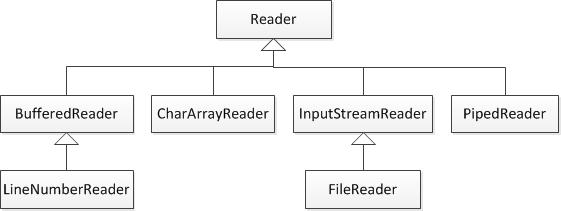 Reader
BufferedReader
CharArrayReader
InputStreamReader
PipedReader
LineNumberReader
FileReader